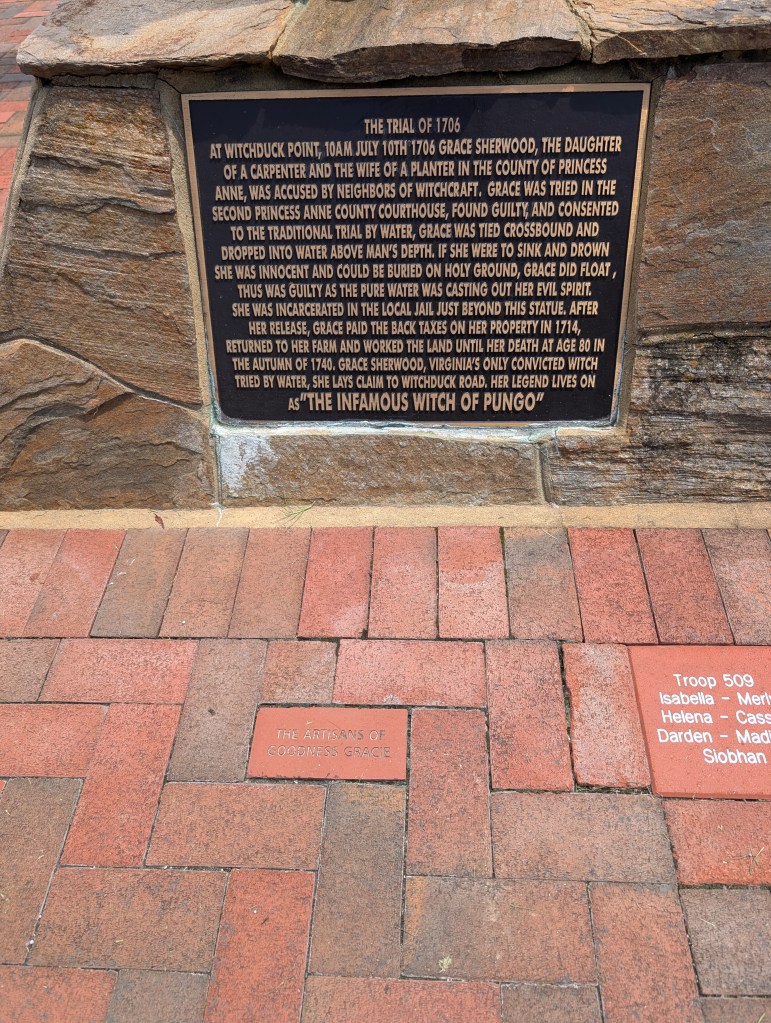 THE TRIAL OF 1706
AT WITCHDUCK POINT, 10AM JULY 10TH 1706 GRACE SHERWOOD, THE DAUGHTER
OF A CARPENTER AND THE WIFE OF A PLANTER IN THE COUNTY OF PRINCESS
ANNE, WAS ACCUSED BY NEIGHBORS OF WITCHCRAFT. GRACE WAS TRIED IN THE
SECOND PRINCESS ANNE COUNTY COURTHOUSE, FOUND GUILTY, AND CONSENTED
TO THE TRADITIONAL TRIAL BY WATER, GRACE WAS TIED CROSSBOUND AND
DROPPED INTO WATER ABOVE MAN'S DEPTH. IF SHE WERE TO SINK AND DROWN
SHE WAS INNOCENT AND COULD BE BURIED ON HOLY GROUND, GRACE DID FLOAT,
THUS WAS GUILTY AS THE PURE WATER WAS CASTING OUT HER EVIL SPIRIT.
SHE WAS INCARCERATED IN THE LOCAL JAIL JUST BEYOND THIS STATUE. AFTER
HER RELEASE, GRACE PAID THE BACK TAXES ON HER PROPERTY IN 1714,
RETURNED TO HER FARM AND WORKED THE LAND UNTIL HER DEATH AT AGE 80 IN
THE AUTUMN OF 1740. GRACE SHERWOOD, VIRGINIA'S ONLY CONVICTED WITCH
TRIED BY WATER, SHE LAYS CLAIM TO WITCHDUCK ROAD. HER LEGEND LIVES ON
AS "THE INFAMOUS WITCH OF PUNGO"
THE ARTISANS OF
GOODNESS GRACIE
Troop 509
Isabella - Merl
Helena - Cass
Darden - Madi
Siobhan